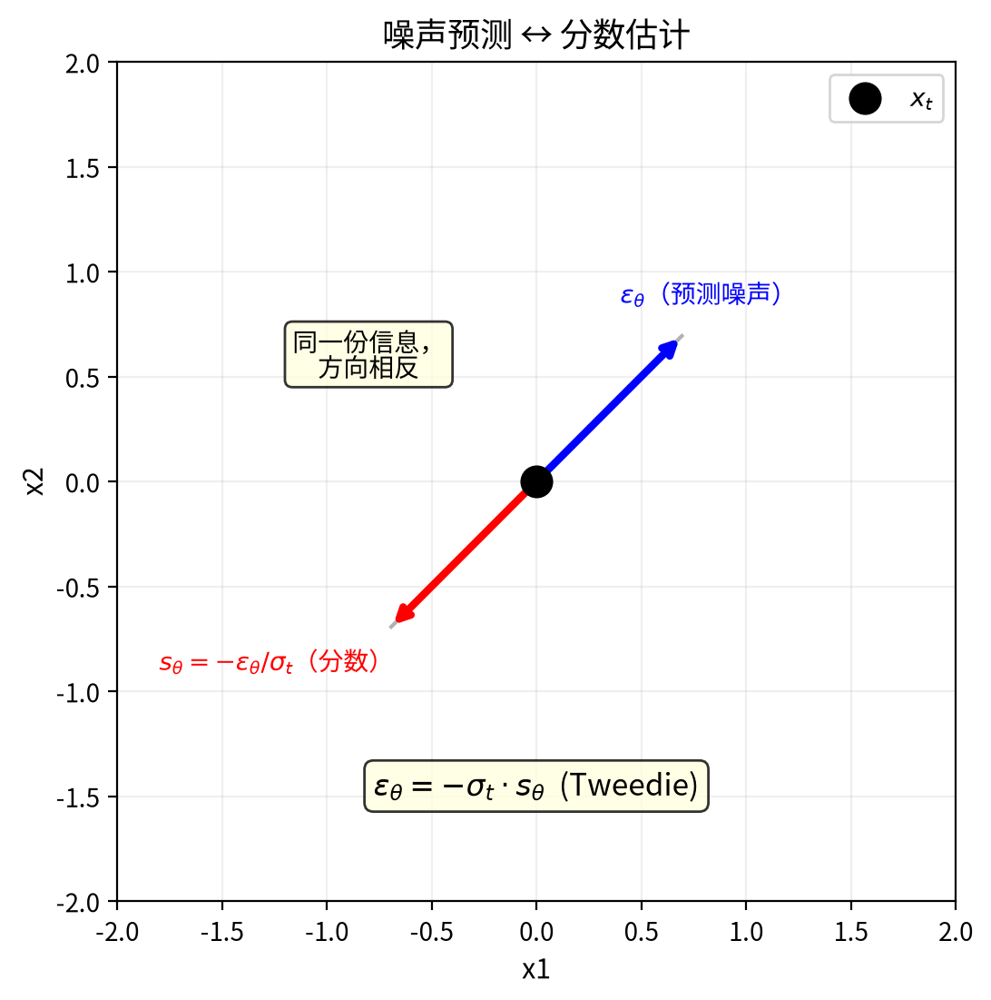 噪声预测 ↔ 分数估计
2.0
1.5
1.0
0.5
0.0
-0.5
-1.0
-1.5
-2.0
x2
x_t
ε_θ（预测噪声）
同一份信息，
方向相反
s_θ = −ε_θ/σ_t（分数）
ε_θ = −σ_t · s_θ (Tweedie)
-2.0 -1.5 -1.0 -0.5 0.0 0.5 1.0 1.5 2.0
x1